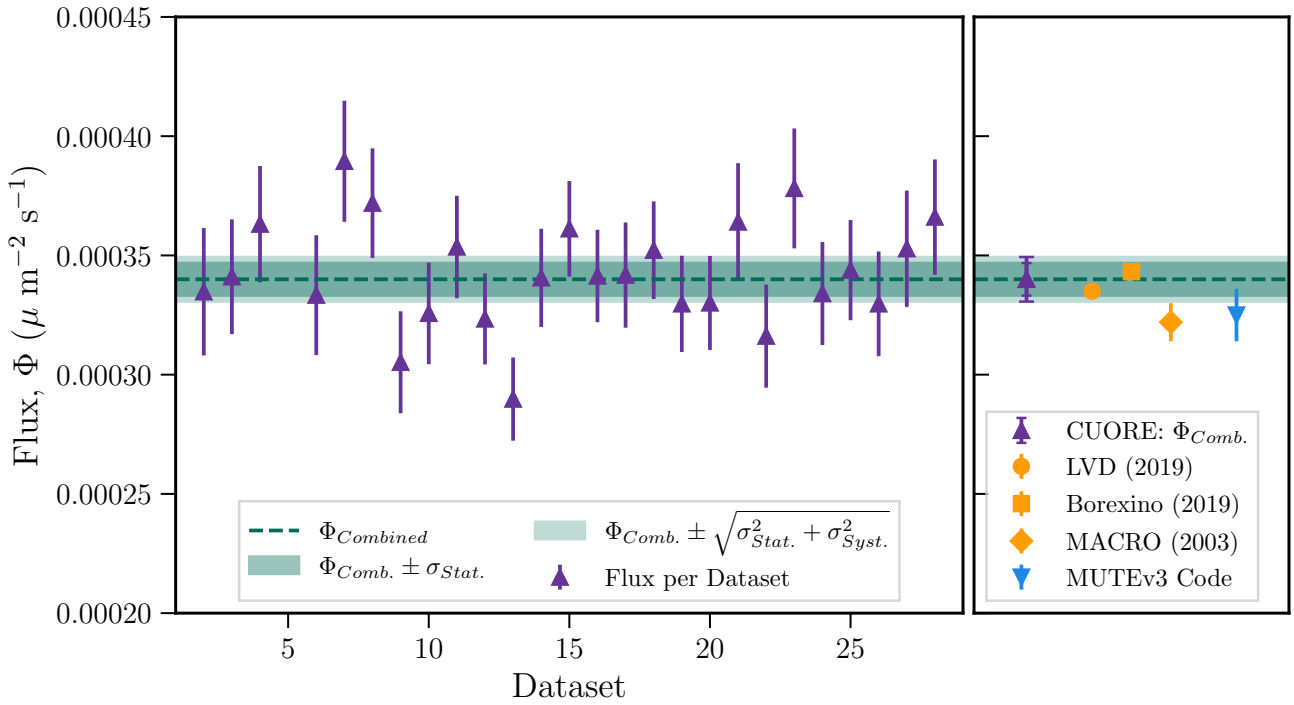 Flux, Φ (μ m⁻² s⁻¹)
0.00045
0.00040
0.00035
0.00030
0.00025
0.00020
5 10 15 20 25
Dataset
Φ_Combined
Φ_Comb. ± σ_Stat.
Φ_Comb. ± √(σ²_Stat. + σ²_Syst.)
Flux per Dataset
CUORE: Φ_Comb.
LVD (2019)
Borexino (2019)
MACRO (2003)
MUTEv3 Code